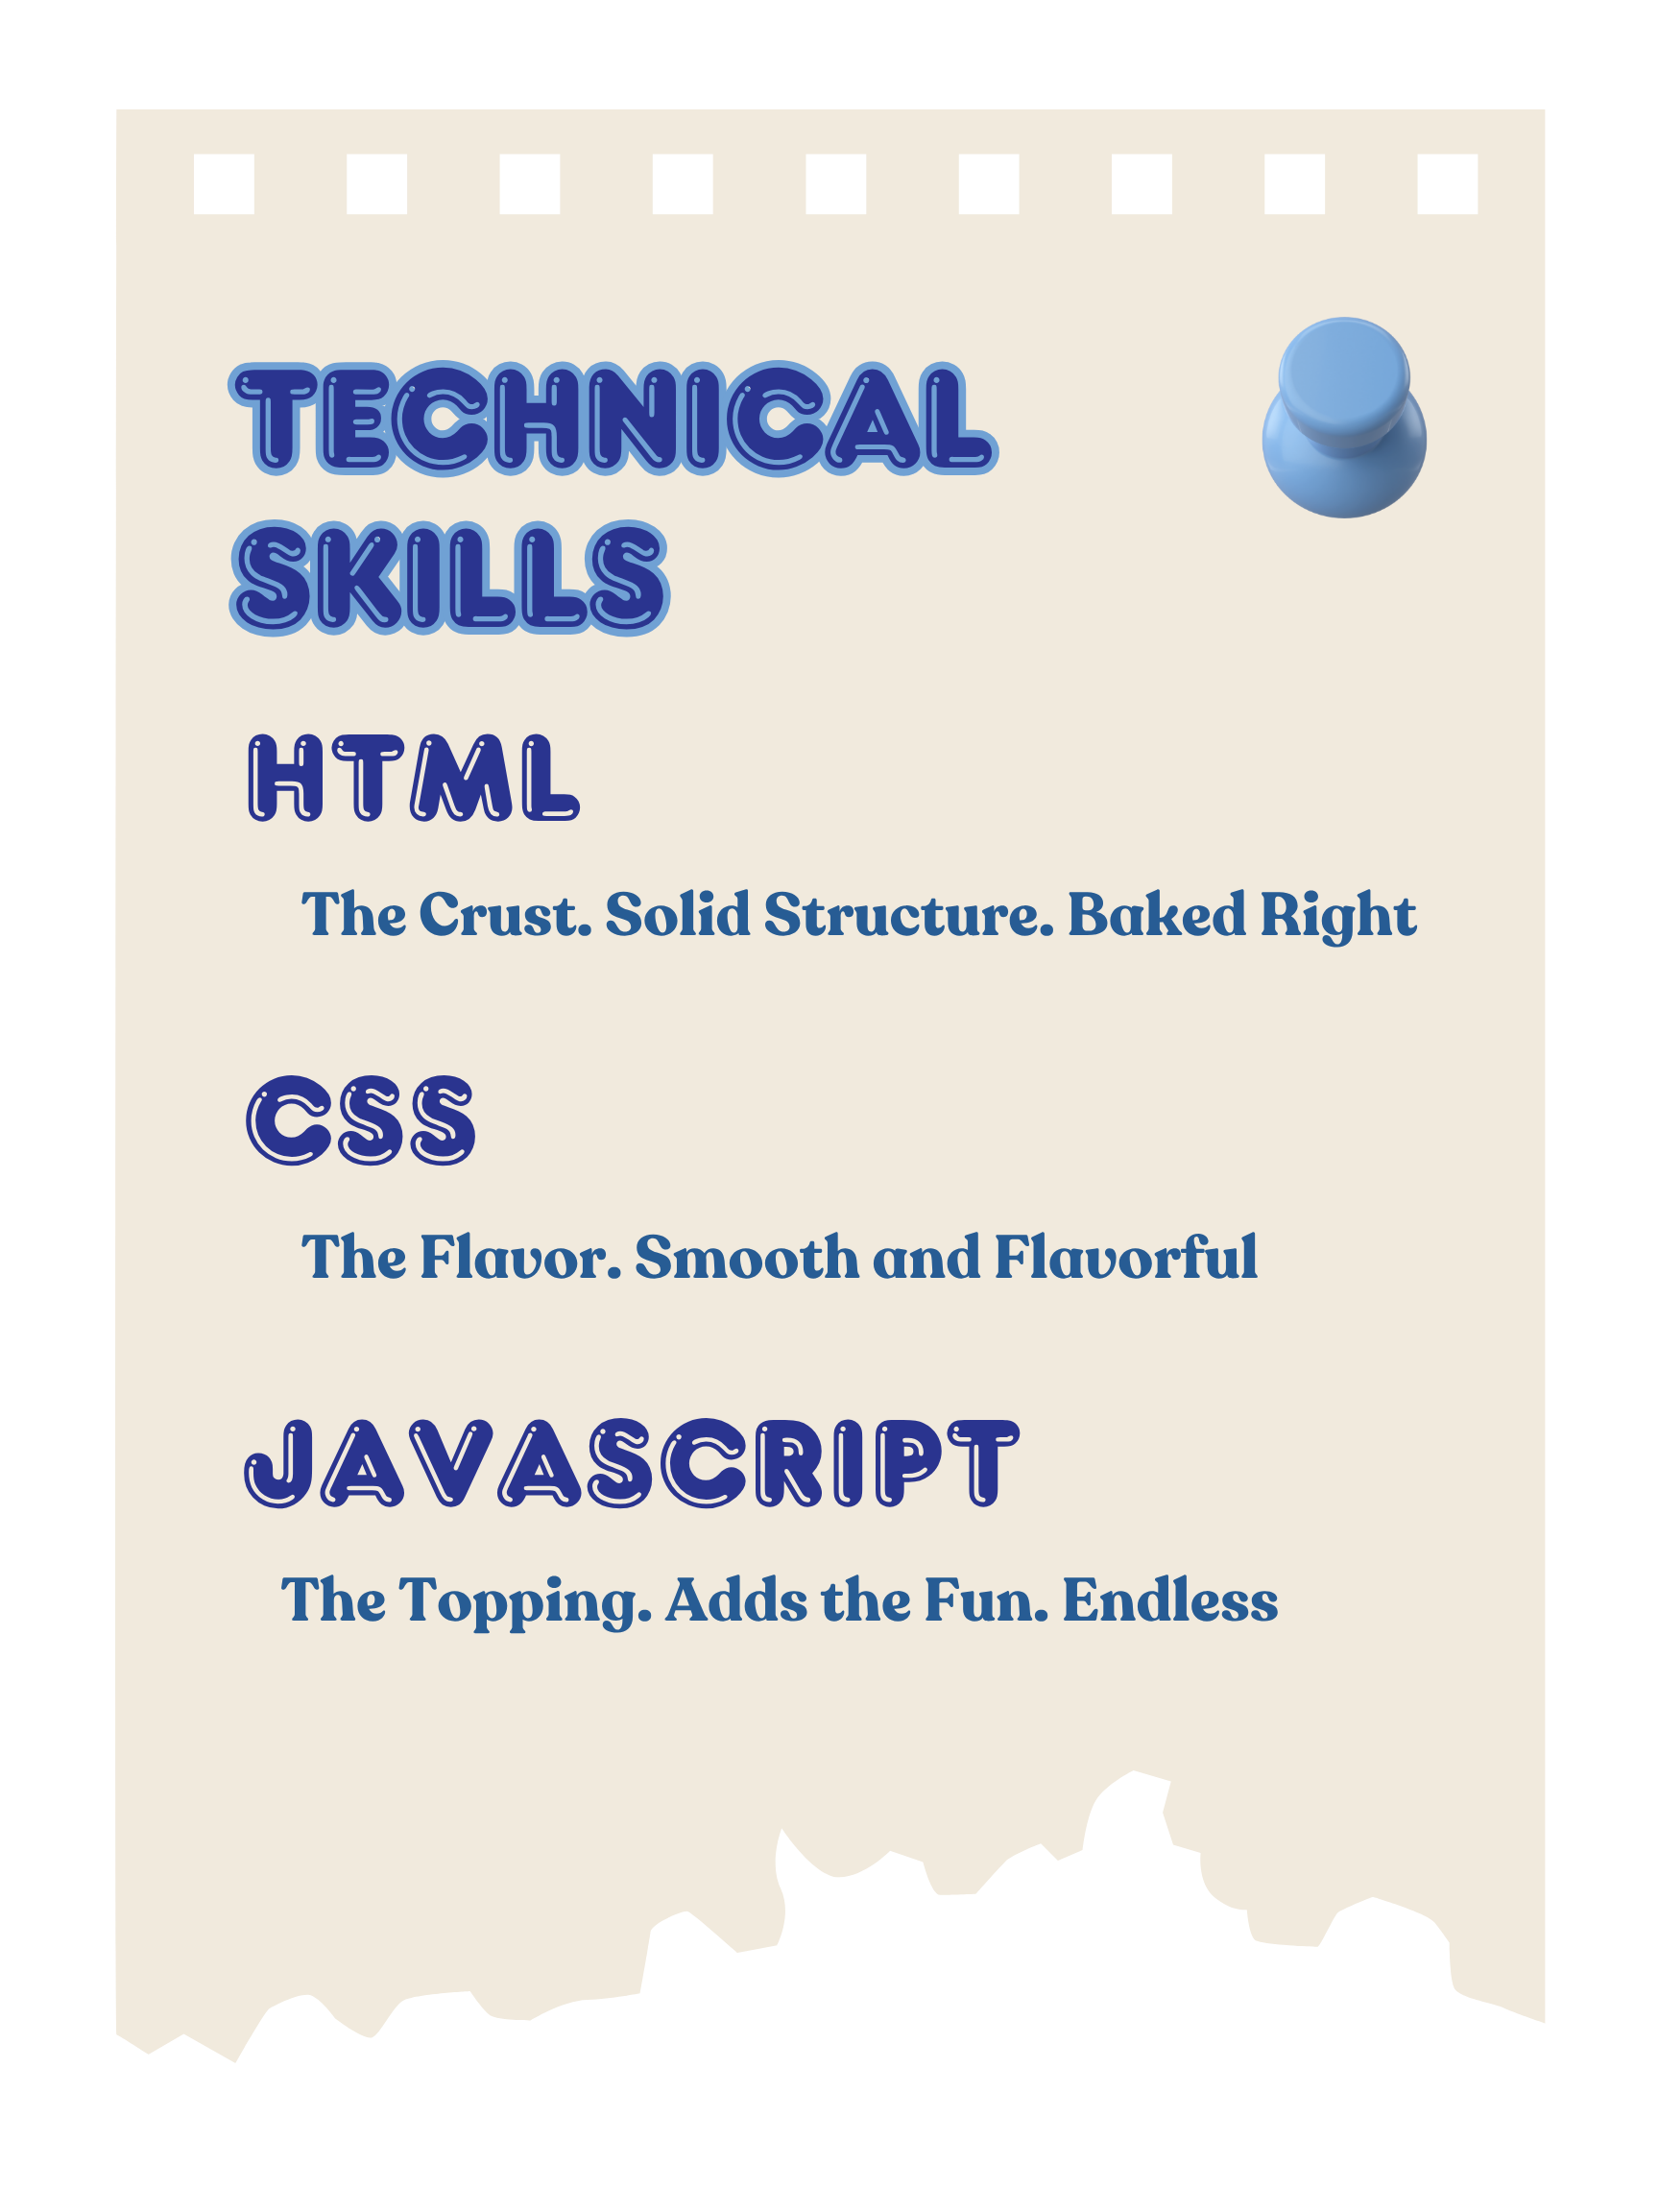 TECHNICAL
SKILLS
HTML
The Crust. Solid Structure. Baked Right
CSS
The Flavor. Smooth and Flavorful
JAVASCRIPT
The Topping. Adds the Fun. Endless